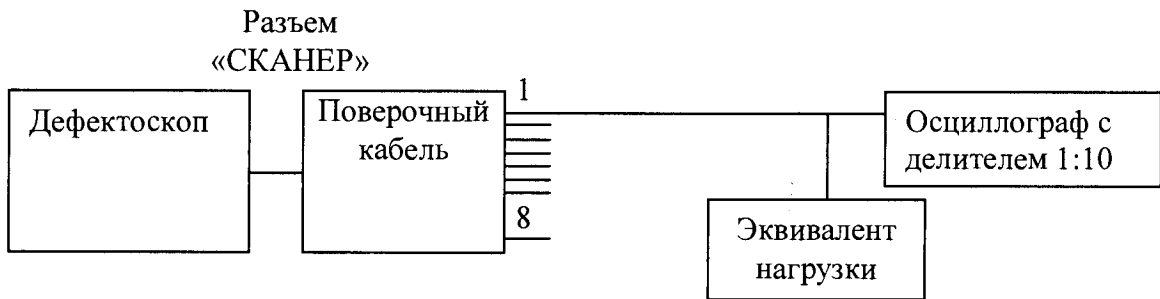 Разъем
«СКАНЕР»
Дефектоскоп
Поверочный
кабель
1
8
Осциллограф с
делителем 1:10
Эквивалент
нагрузки